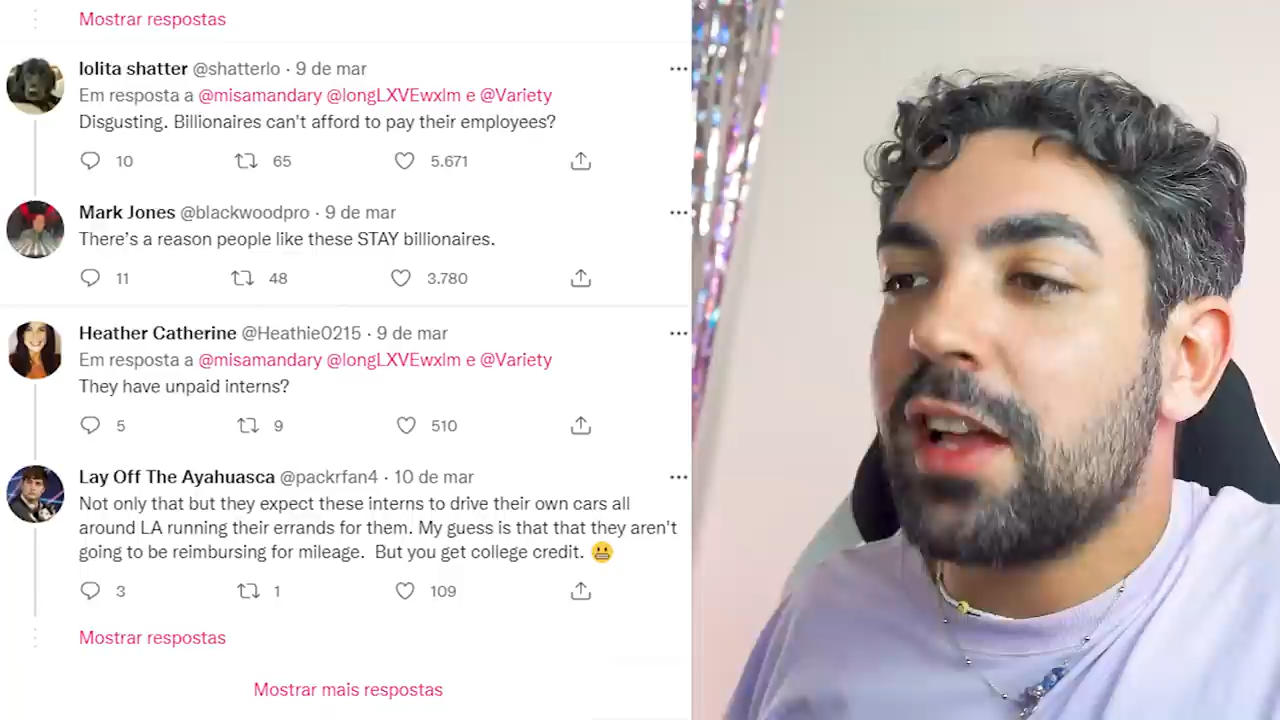 Mostrar respostas
lolita shatter @shatterlo · 9 de mar
Em resposta a @misamandary @longLXVEwxlm e @Variety
Disgusting. Billionaires can't afford to pay their employees?
10 65 5.671
Mark Jones @blackwoodpro · 9 de mar
There's a reason people like these STAY billionaires.
11 48 3.780
Heather Catherine @Heathie0215 · 9 de mar
Em resposta a @misamandary @longLXVEwxlm e @Variety
They have unpaid interns?
5 9 510
Lay Off The Ayahuasca @packrfan4 · 10 de mar
Not only that but they expect these interns to drive their own cars all
around LA running their errands for them. My guess is that that they aren't
going to be reimbursing for mileage. But you get college credit. 😬
3 1 109
Mostrar respostas
Mostrar mais respostas